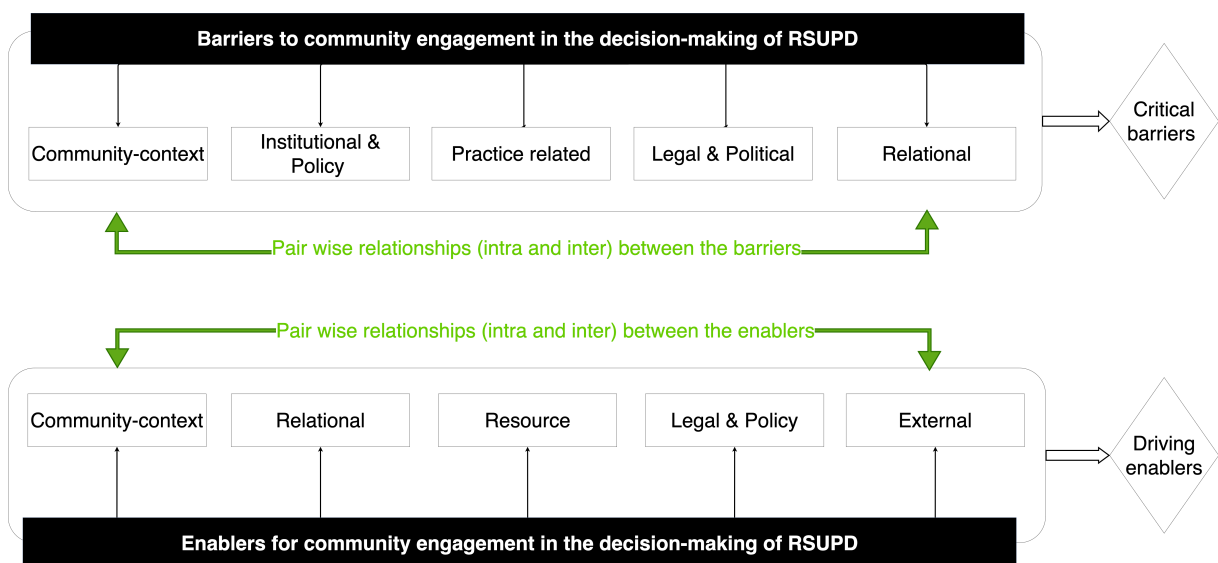 Barriers to community engagement in the decision-making of RSUPD
Community-context
Institutional &
Policy
Practice related
Legal & Political
Relational
Critical
barriers
Pair wise relationships (intra and inter) between the barriers
Pair wise relationships (intra and inter) between the enablers
Community-context
Relational
Resource
Legal & Policy
External
Driving
enablers
Enablers for community engagement in the decision-making of RSUPD